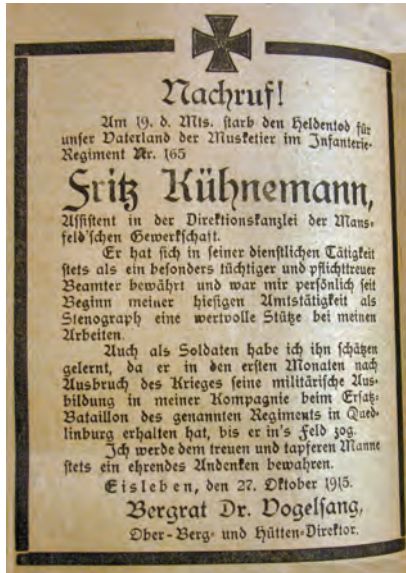 Nachruf!
Am 19. d. Mts. starb den Heldentod für
unser Vaterland der Musketier im Infanterie-
Regiment Nr. 165
Fritz Kühnemann,
Assistent in der Direktionskanzlei der Mans-
feld'schen Gewerkschaft.
Er hat sich in seiner dienstlichen Tätigkeit
stets als ein besonders tüchtiger und pflichttreuer
Beamter bewährt und war mir persönlich seit
Beginn meiner hiesigen Amtstätigkeit als
Stenograph eine wertvolle Stütze bei meinen
Arbeiten.
Auch als Soldaten habe ich ihn schätzen
gelernt, da er in den ersten Monaten nach
Ausbruch des Krieges seine militärische Aus-
bildung in meiner Kompagnie beim Ersatz-
Bataillon des genannten Regiments in Qued-
linburg erhalten hat, bis er in's Feld zog.
Ich werde dem treuen und tapferen Manne
stets ein ehrendes Andenken bewahren.
Eisleben, den 27. Oktober 1915.
Bergrat Dr. Vogelsang,
Ober-Berg- und Hütten-Direktor.